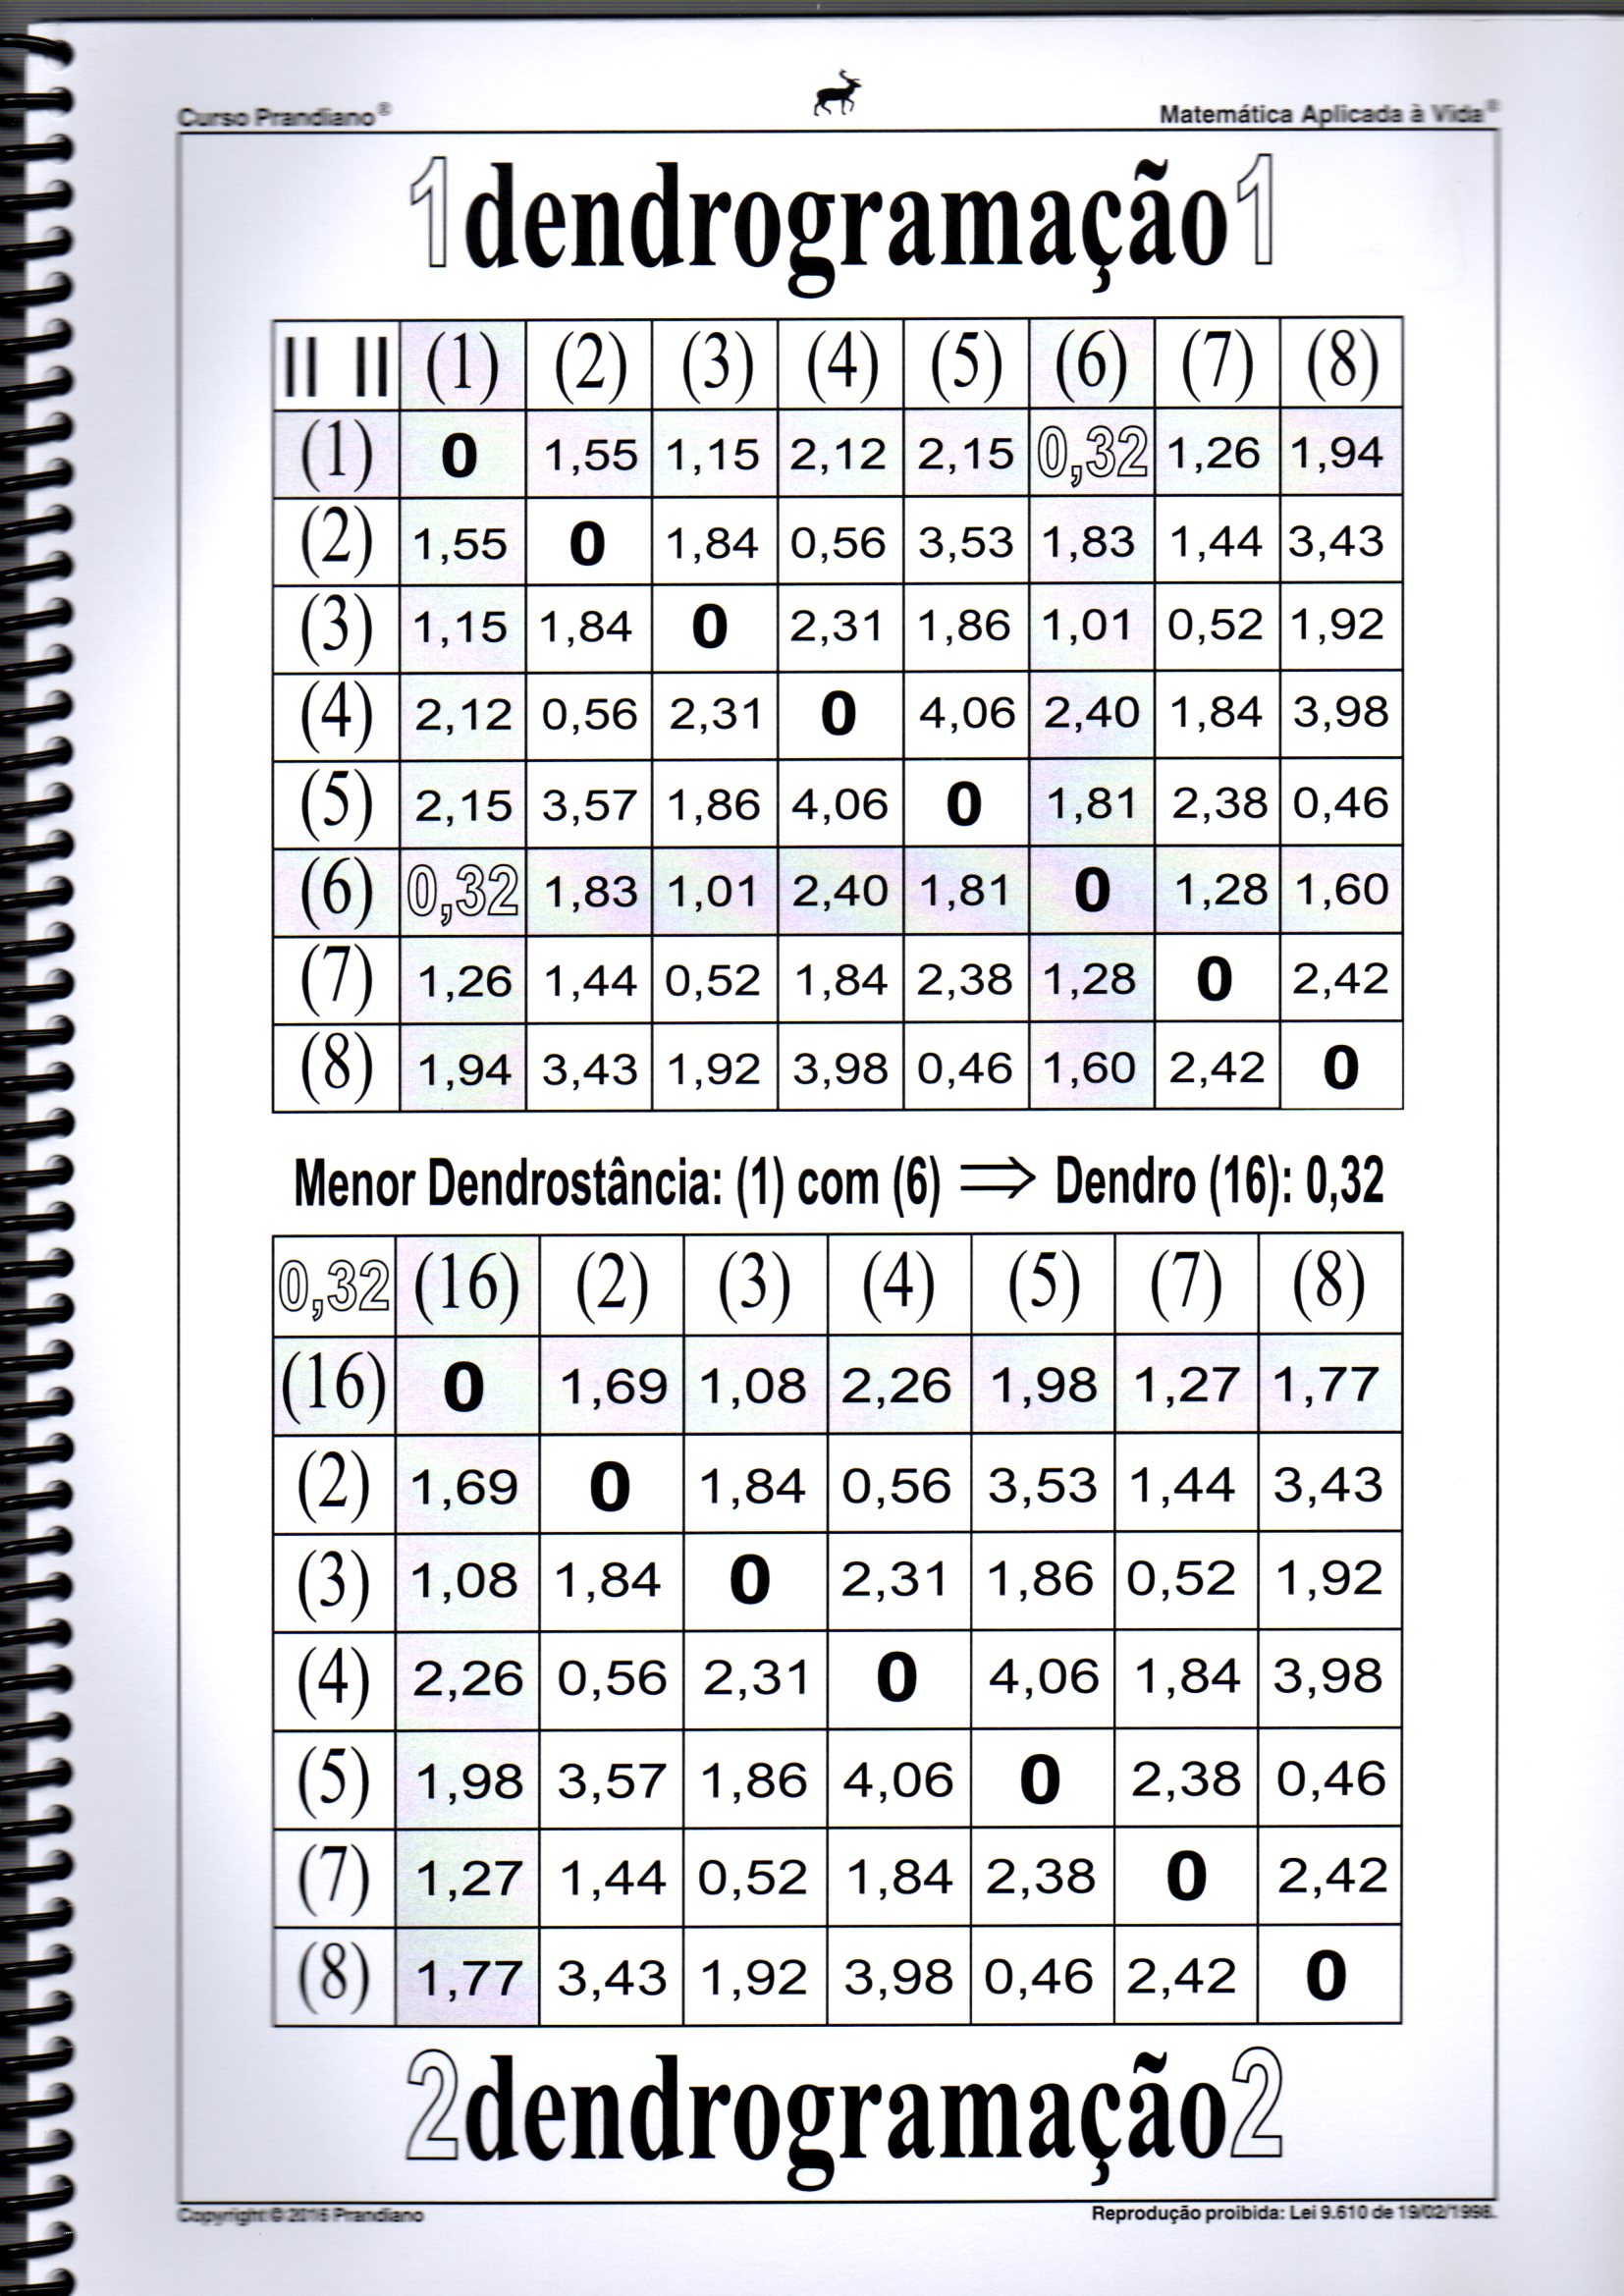 Curso Prandiano® Matemática Aplicada à Vida®
1dendrogramação1
|| || (1) (2) (3) (4) (5) (6) (7) (8)
(1) 0 1,55 1,15 2,12 2,15 0,32 1,26 1,94
(2) 1,55 0 1,84 0,56 3,53 1,83 1,44 3,43
(3) 1,15 1,84 0 2,31 1,86 1,01 0,52 1,92
(4) 2,12 0,56 2,31 0 4,06 2,40 1,84 3,98
(5) 2,15 3,57 1,86 4,06 0 1,81 2,38 0,46
(6) 0,32 1,83 1,01 2,40 1,81 0 1,28 1,60
(7) 1,26 1,44 0,52 1,84 2,38 1,28 0 2,42
(8) 1,94 3,43 1,92 3,98 0,46 1,60 2,42 0
Menor Dendrostância: (1) com (6) ⟹ Dendro (16): 0,32
0,32 (16) (2) (3) (4) (5) (7) (8)
(16) 0 1,69 1,08 2,26 1,98 1,27 1,77
(2) 1,69 0 1,84 0,56 3,53 1,44 3,43
(3) 1,08 1,84 0 2,31 1,86 0,52 1,92
(4) 2,26 0,56 2,31 0 4,06 1,84 3,98
(5) 1,98 3,57 1,86 4,06 0 2,38 0,46
(7) 1,27 1,44 0,52 1,84 2,38 0 2,42
(8) 1,77 3,43 1,92 3,98 0,46 2,42 0
2dendrogramação2
Copyright © 2016 Prandiano Reprodução proibida: Lei 9.610 de 19/02/1998.